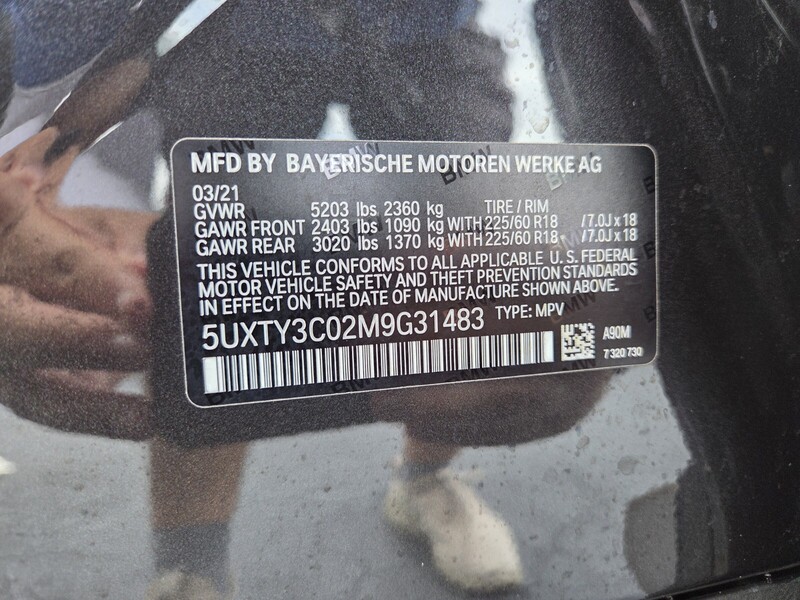 MFD BY BAYERISCHE MOTOREN WERKE AG
03/21
GVWR 5203 lbs 2360 kg TIRE / RIM
GAWR FRONT 2403 lbs 1090 kg WITH 225/60 R18 / 7.0J x 18
GAWR REAR 3020 lbs 1370 kg WITH 225/60 R18 / 7.0J x 18
THIS VEHICLE CONFORMS TO ALL APPLICABLE U. S. FEDERAL
MOTOR VEHICLE SAFETY AND THEFT PREVENTION STANDARDS
IN EFFECT ON THE DATE OF MANUFACTURE SHOWN ABOVE.
5UXTY3C02M9G31483 TYPE: MPV
A90M
7 320 730